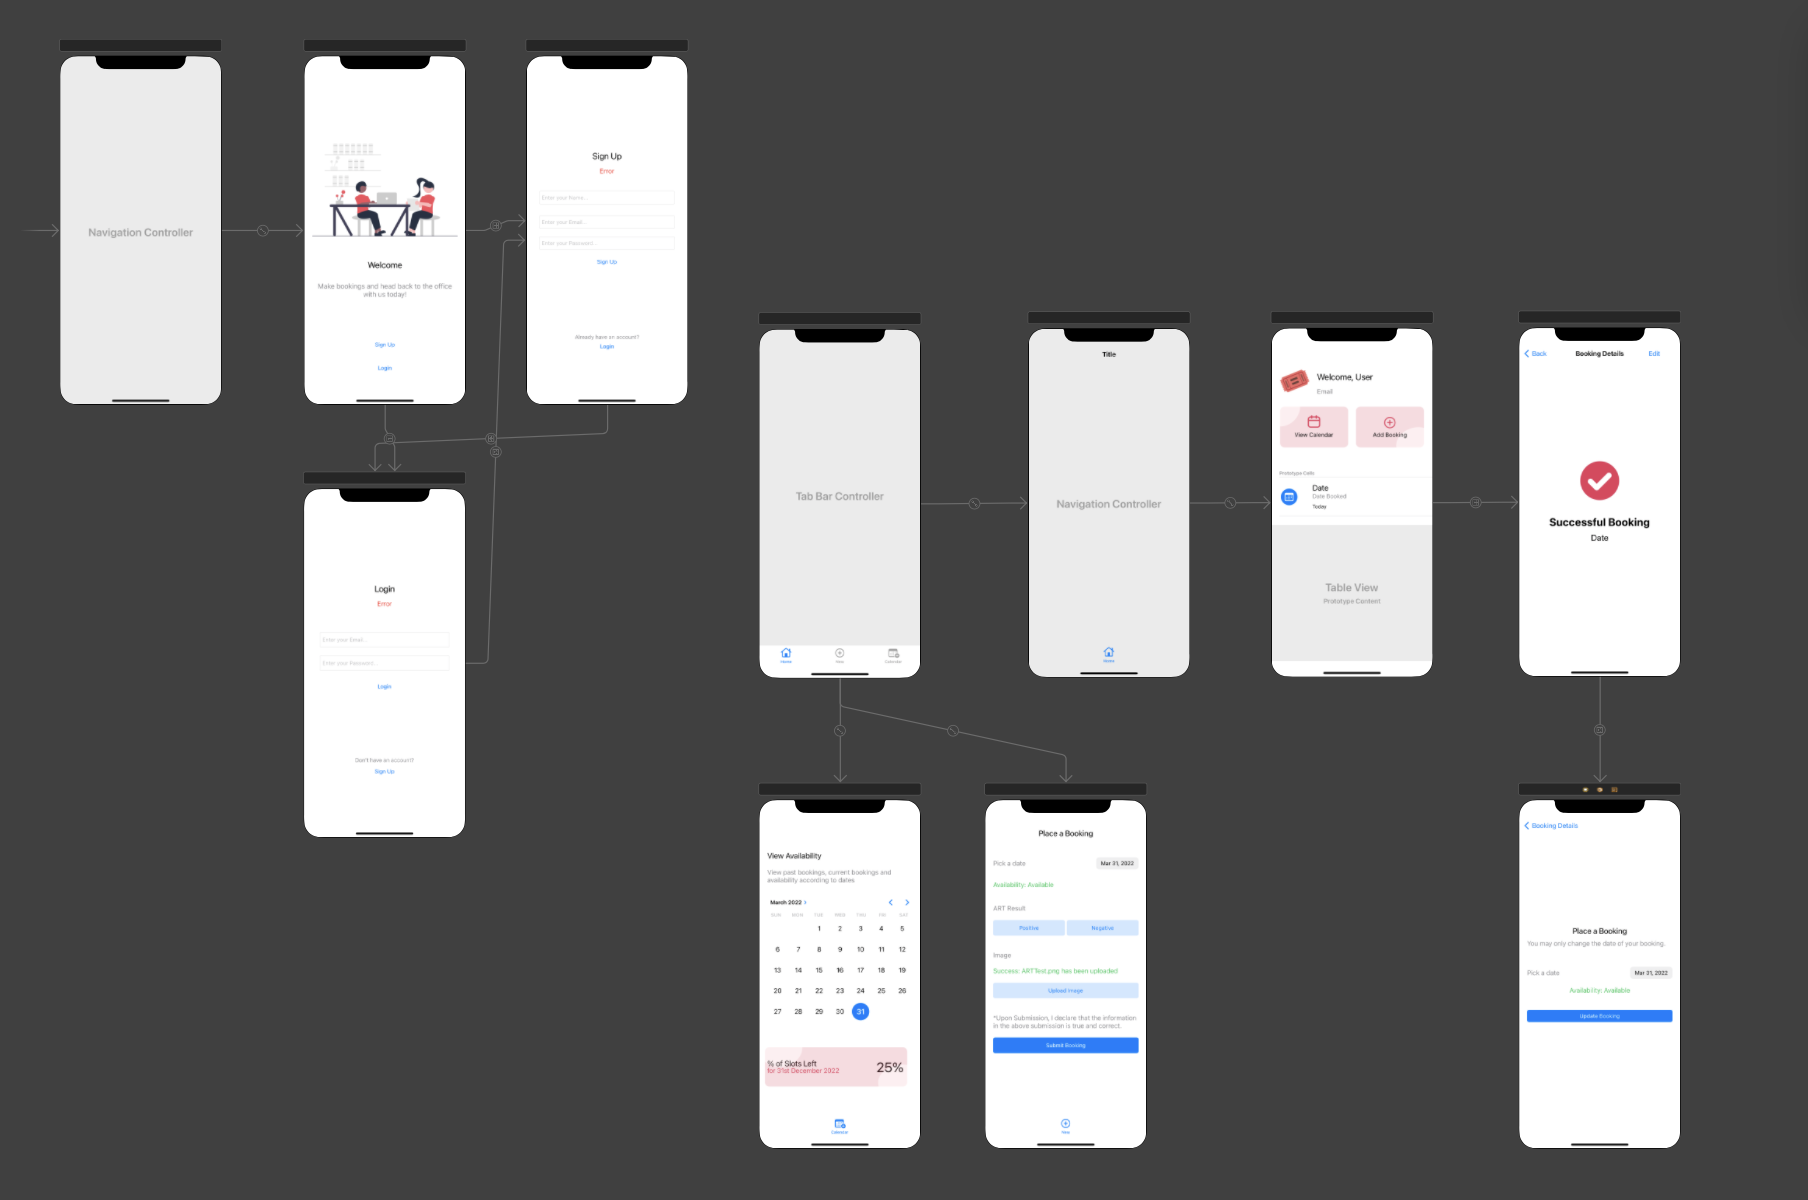 Navigation Controller
Welcome
Make bookings and head back to the office
with us today!
Sign Up
Login
Sign Up
Error
Enter your Name...
Enter your Email...
Enter your Password...
Sign Up
Already have an account?
Login
Login
Error
Enter your Email...
Enter your Password...
Login
Don't have an account?
Sign Up
Tab Bar Controller
Home
New
Calendar
Title
Navigation Controller
Home
Welcome, User
Email
View Calendar
Add Booking
Prototype Cells
Date
Date Booked
Today
Table View
Prototype Content
Back
Booking Details
Edit
Successful Booking
Date
View Availability
View past bookings, current bookings and
availability according to dates
March 2022
SUN MON TUE WED THU FRI SAT
1 2 3 4 5
6 7 8 9 10 11 12
13 14 15 16 17 18 19
20 21 22 23 24 25 26
27 28 29 30 31
% of Slots Left
for 31st December 2022
25%
Calendar
Place a Booking
Pick a date
Mar 31, 2022
Availability: Available
ART Result
Positive
Negative
Image
Success: ARTTest.png has been uploaded
Upload Image
*Upon Submission, I declare that the information
in the above submission is true and correct.
Submit Booking
New
Booking Details
Place a Booking
You may only change the date of your booking.
Pick a date
Mar 31, 2022
Availability: Available
Update Booking